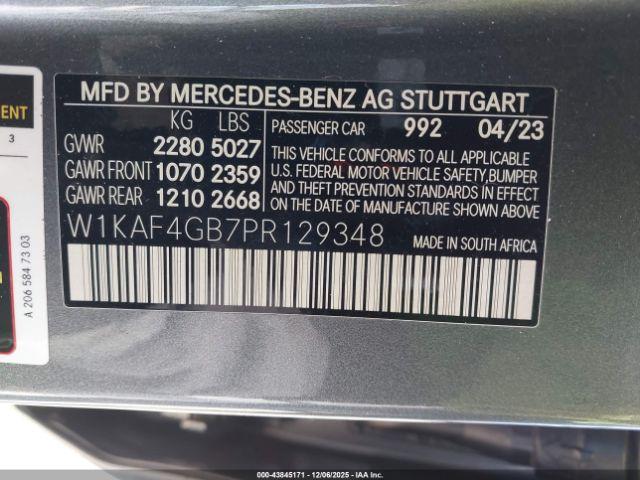 MFD BY MERCEDES-BENZ AG STUTTGART
KG LBS
GVWR 2280 5027
GAWR FRONT 1070 2359
GAWR REAR 1210 2668
PASSENGER CAR 992 04/23
THIS VEHICLE CONFORMS TO ALL APPLICABLE
U.S. FEDERAL MOTOR VEHICLE SAFETY,BUMPER
AND THEFT PREVENTION STANDARDS IN EFFECT
ON THE DATE OF MANUFACTURE SHOWN ABOVE.
W1KAF4GB7PR129348 MADE IN SOUTH AFRICA
ENT
3
A 206 584 73 03
000-43845171 - 12/06/2025 - IAAI.COM